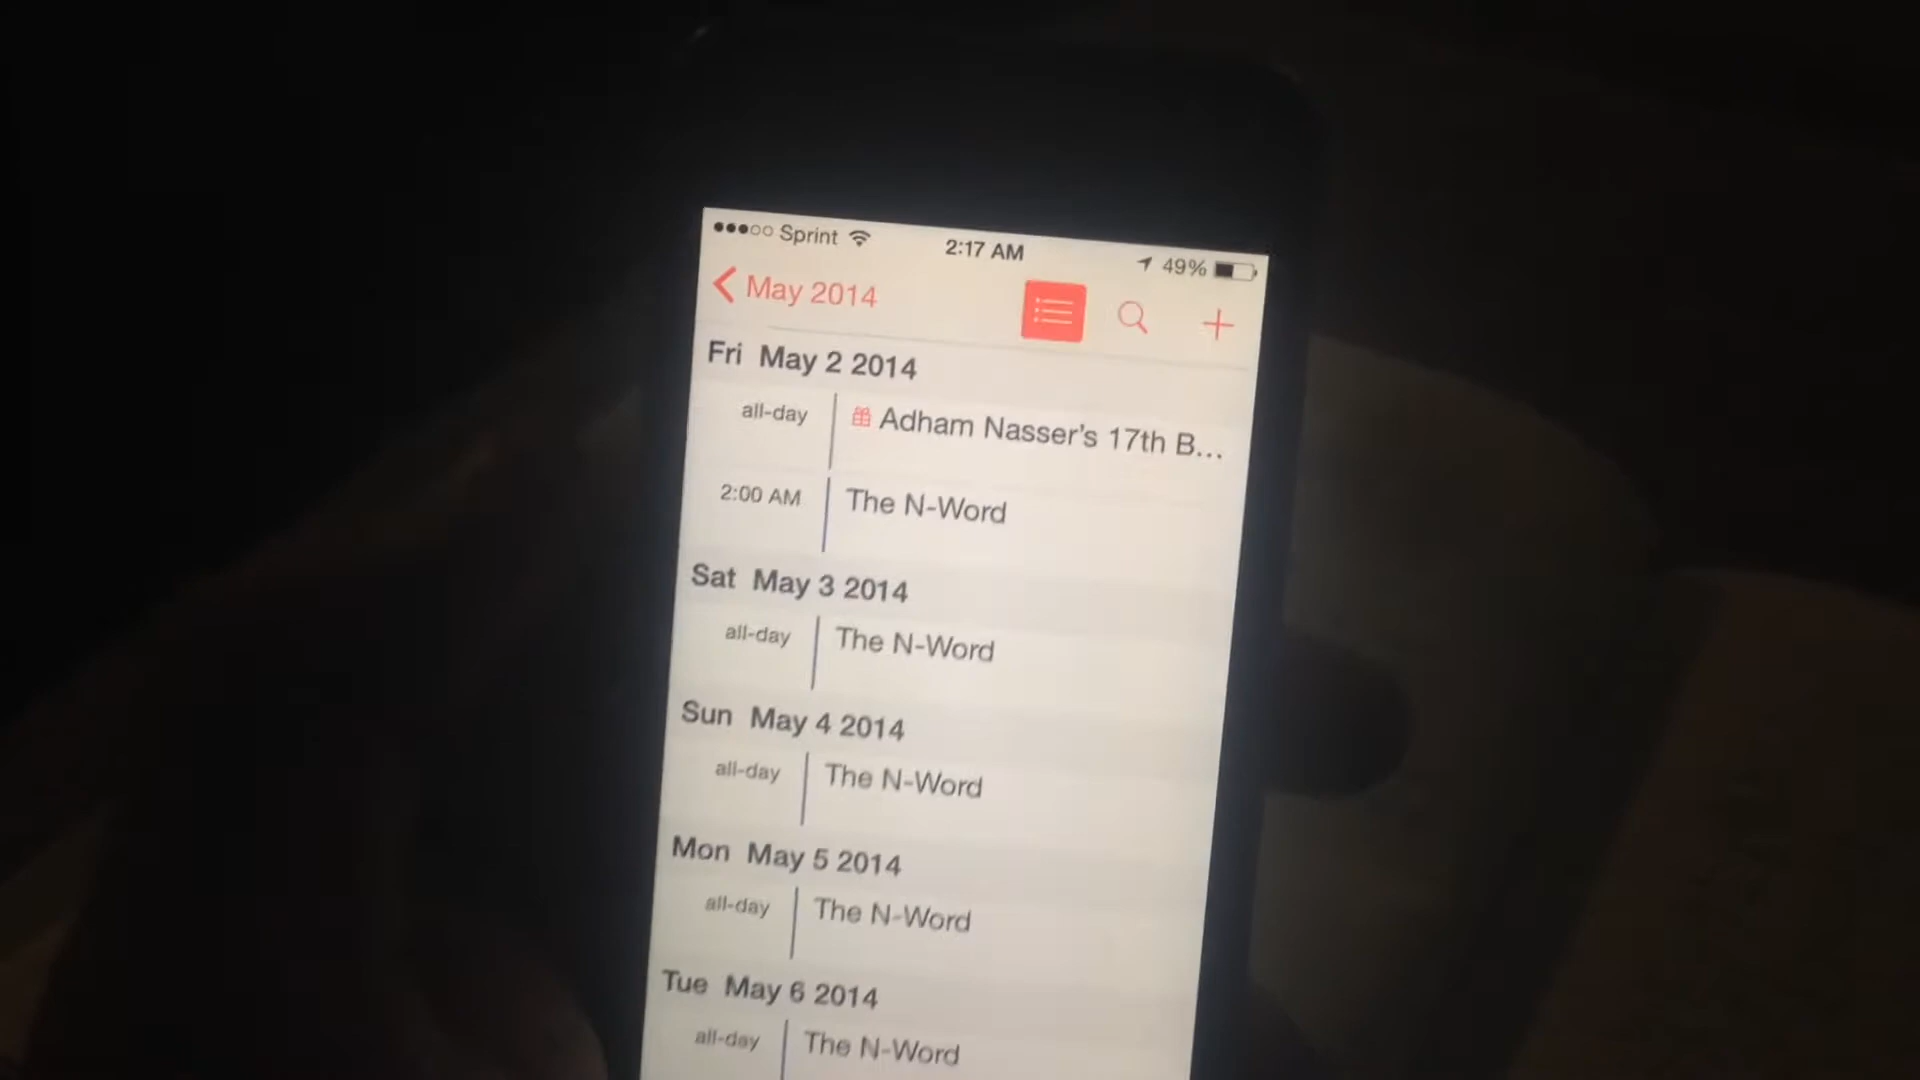 Sprint 2:17 AM 49%
May 2014
Fri May 2 2014
all-day Adham Nasser's 17th B...
2:00 AM The N-Word
Sat May 3 2014
all-day The N-Word
Sun May 4 2014
all-day The N-Word
Mon May 5 2014
all-day The N-Word
Tue May 6 2014
all-day The N-Word